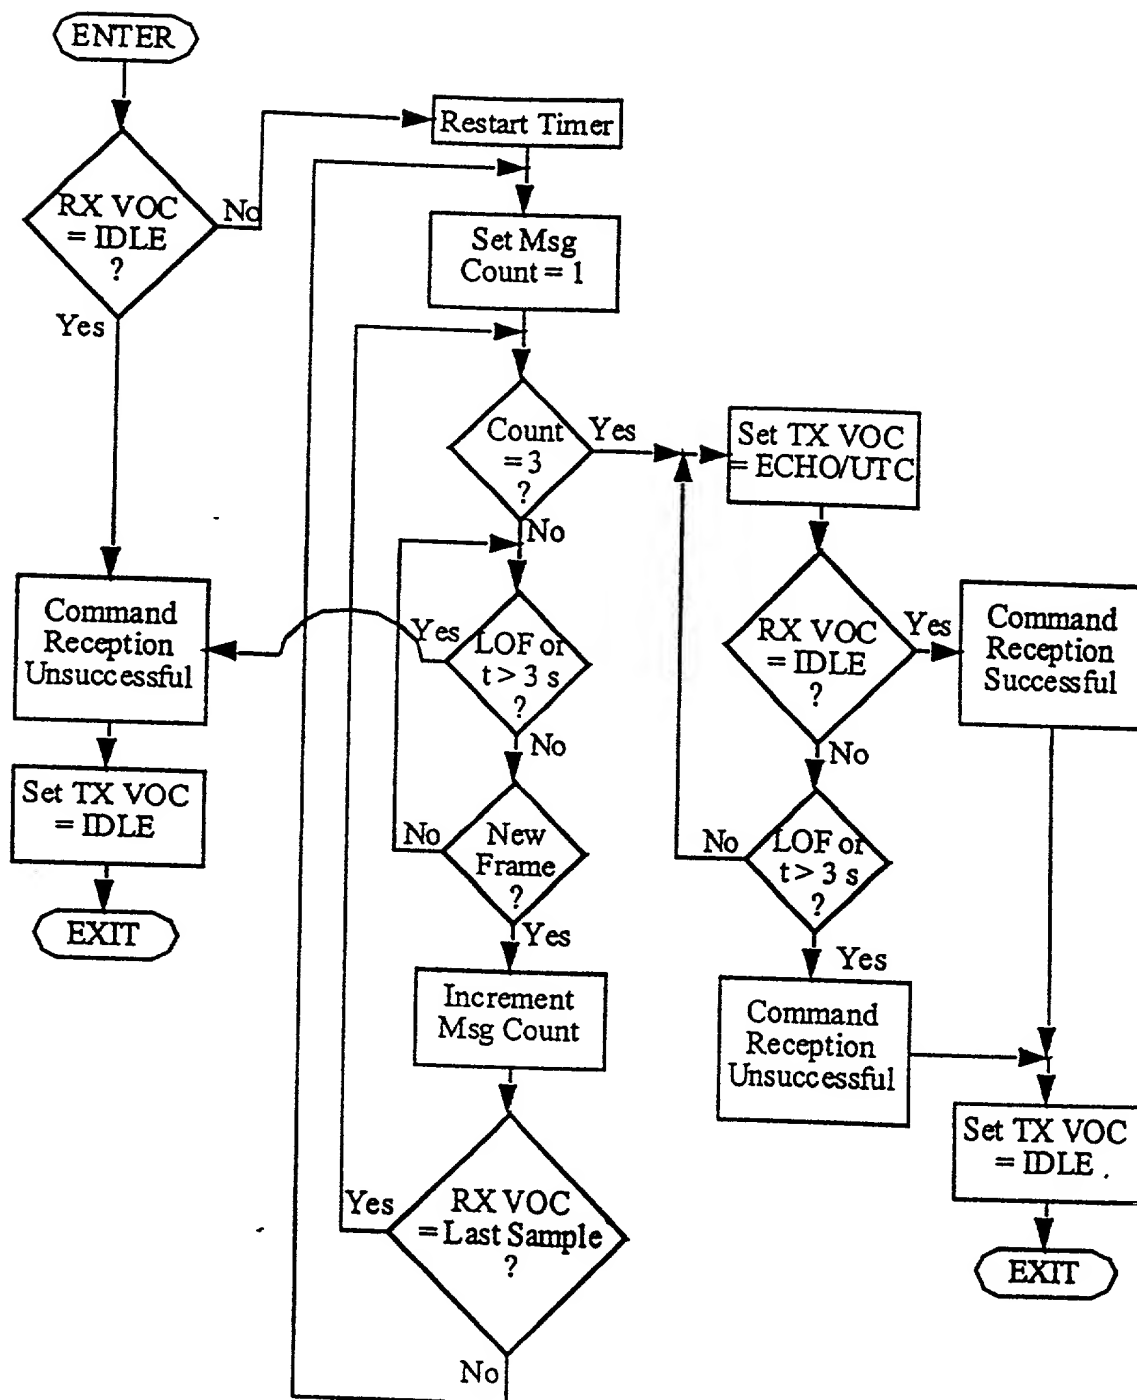 ENTER
RX VOC
= IDLE
?
No
Yes
Restart Timer
Set Msg
Count = 1
Count
= 3
?
Yes
No
LOF or
t > 3 s
?
Yes
No
New
Frame
?
No
Yes
Increment
Msg Count
RX VOC
= Last Sample
?
Yes
No
Command
Reception
Unsuccessful
Set TX VOC
= IDLE
EXIT
Set TX VOC
= ECHO/UTC
RX VOC
= IDLE
?
Yes
No
Command
Reception
Successful
LOF or
t > 3 s
?
No
Yes
Command
Reception
Unsuccessful
Set TX VOC
= IDLE
EXIT